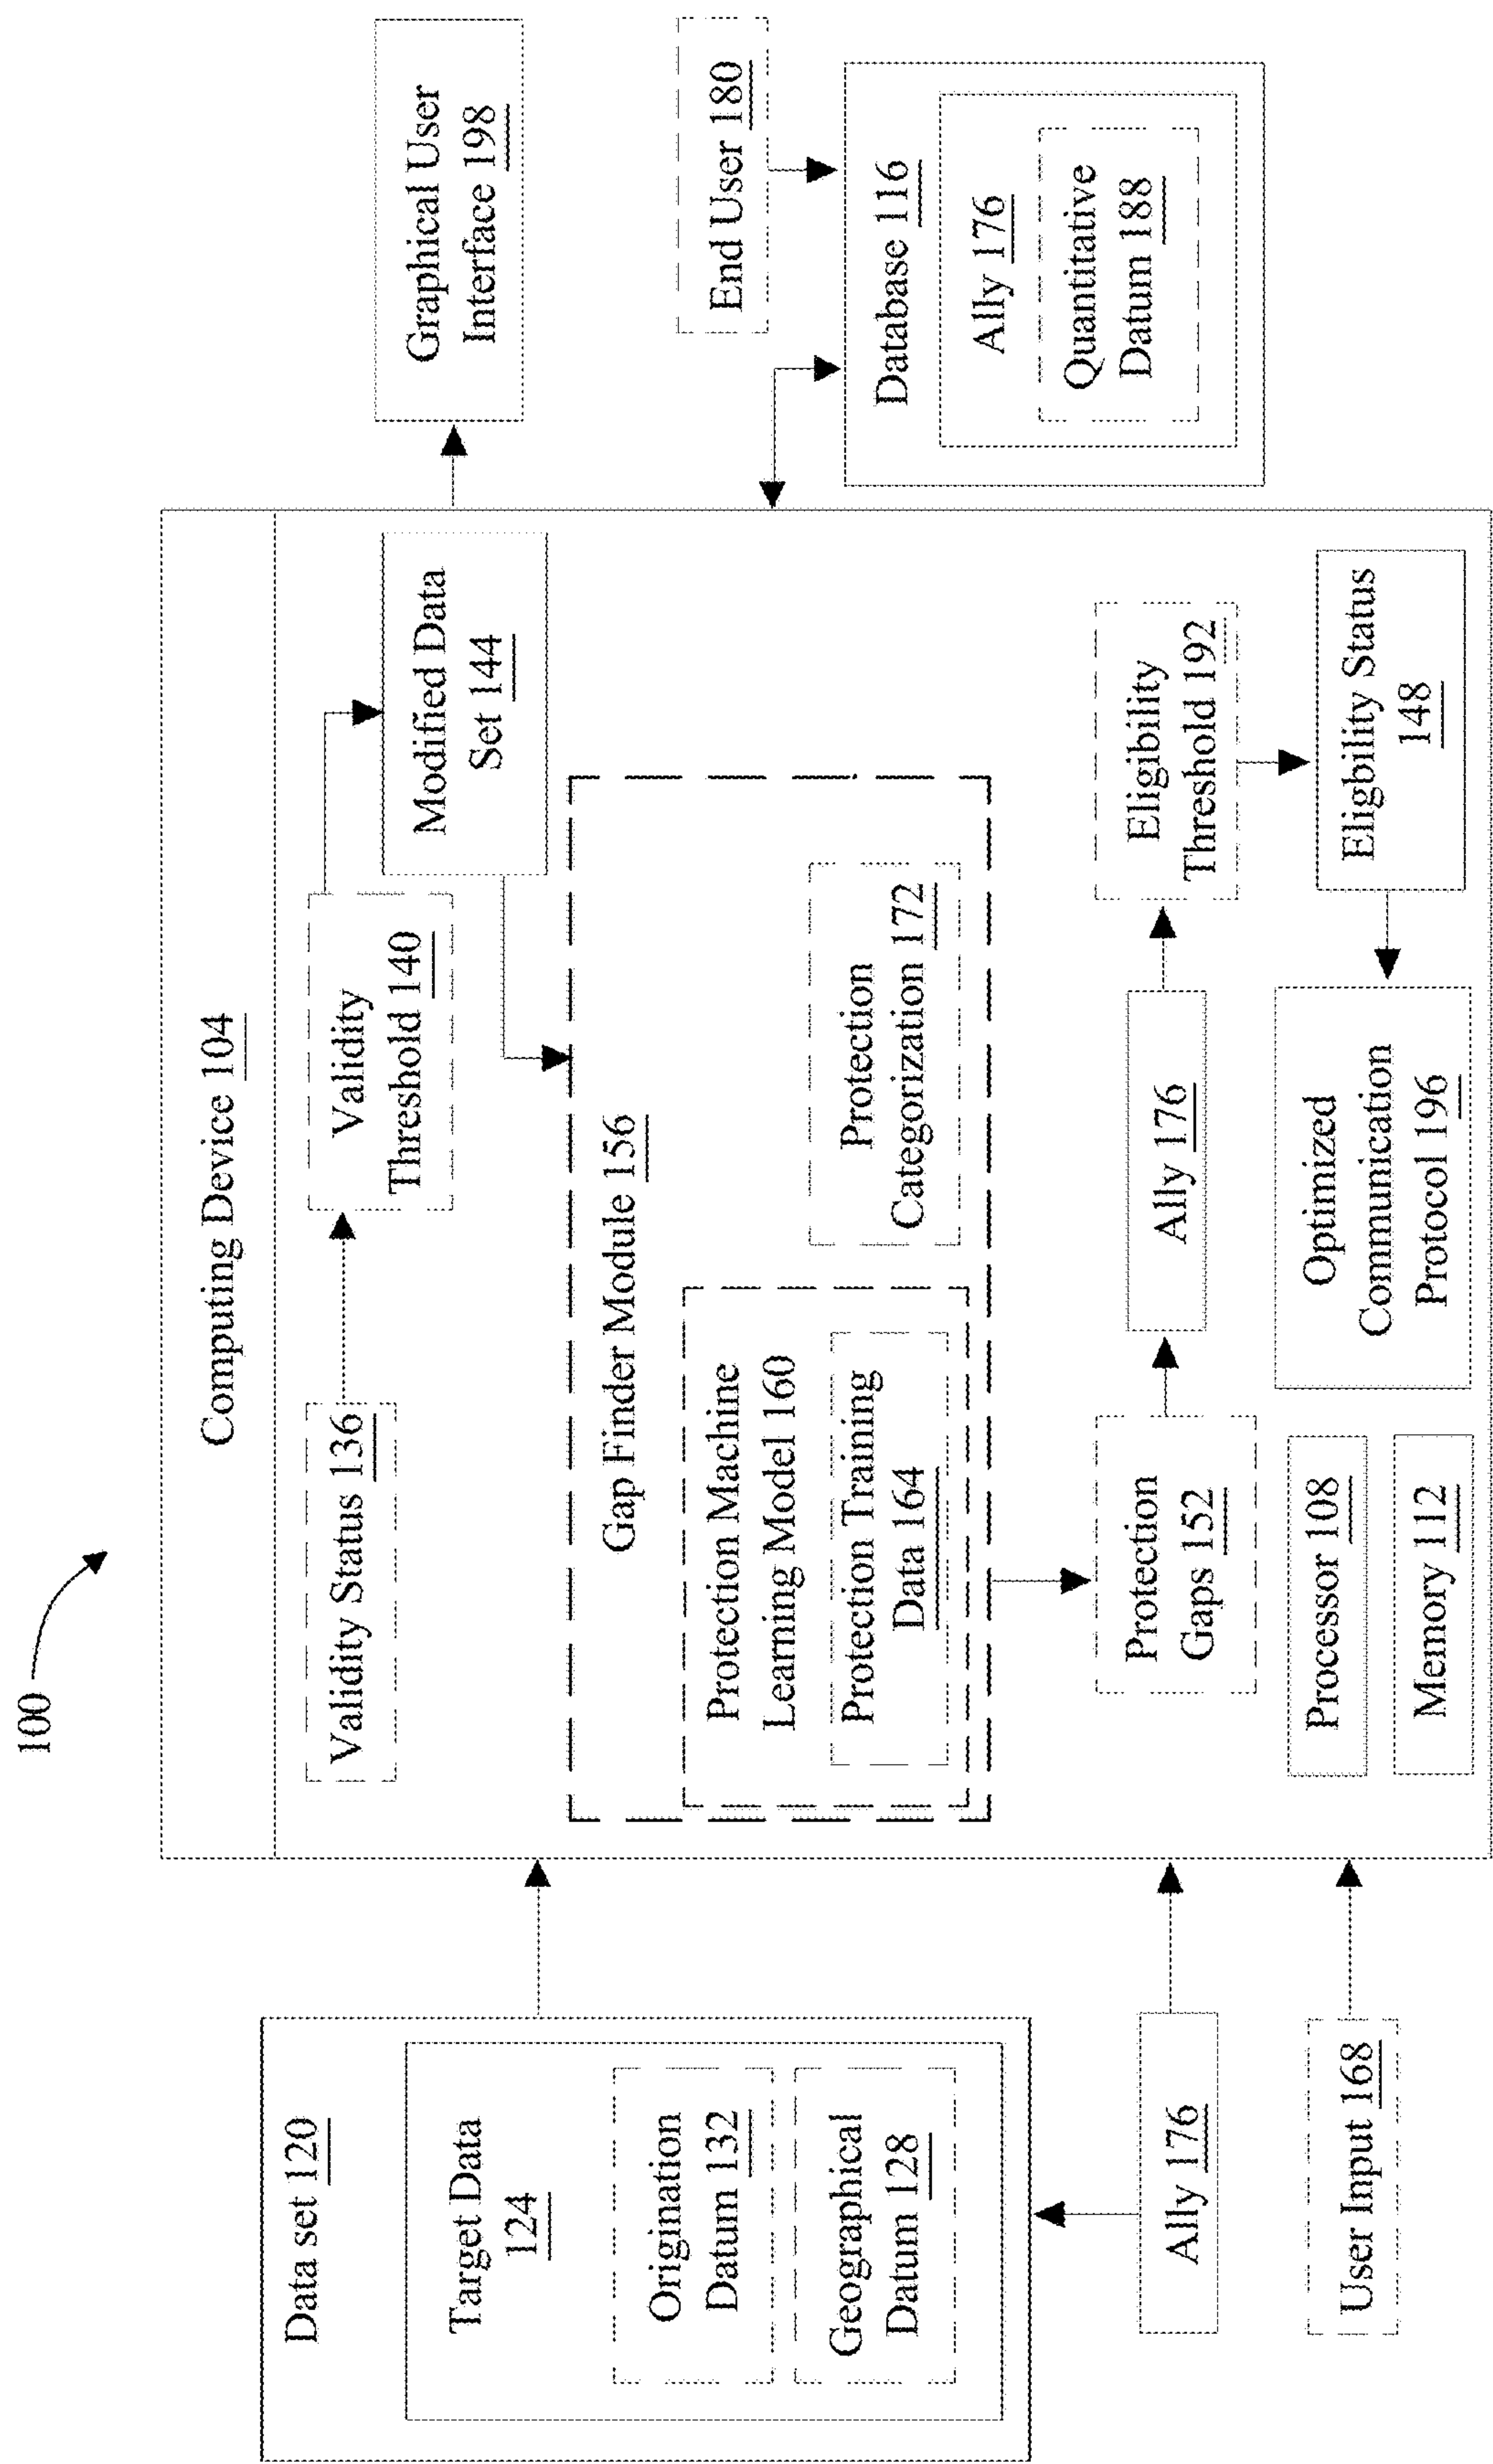 100
Data set 120
Target Data
124
Origination
Datum 132
Geographical
Datum 128
Ally 176
User Input 168
Computing Device 104
Validity Status 136
Validity
Threshold 140
Modified Data
Set 144
Gap Finder Module 156
Protection Machine
Learning Model 160
Protection Training
Data 164
Protection
Categorization 172
Protection
Gaps 152
Ally 176
Eligibility
Threshold 192
Processor 108
Memory 112
Optimized
Communication
Protocol 196
Eligbility Status
148
Graphical User
Interface 198
End User 180
Database 116
Ally 176
Quantitative
Datum 188